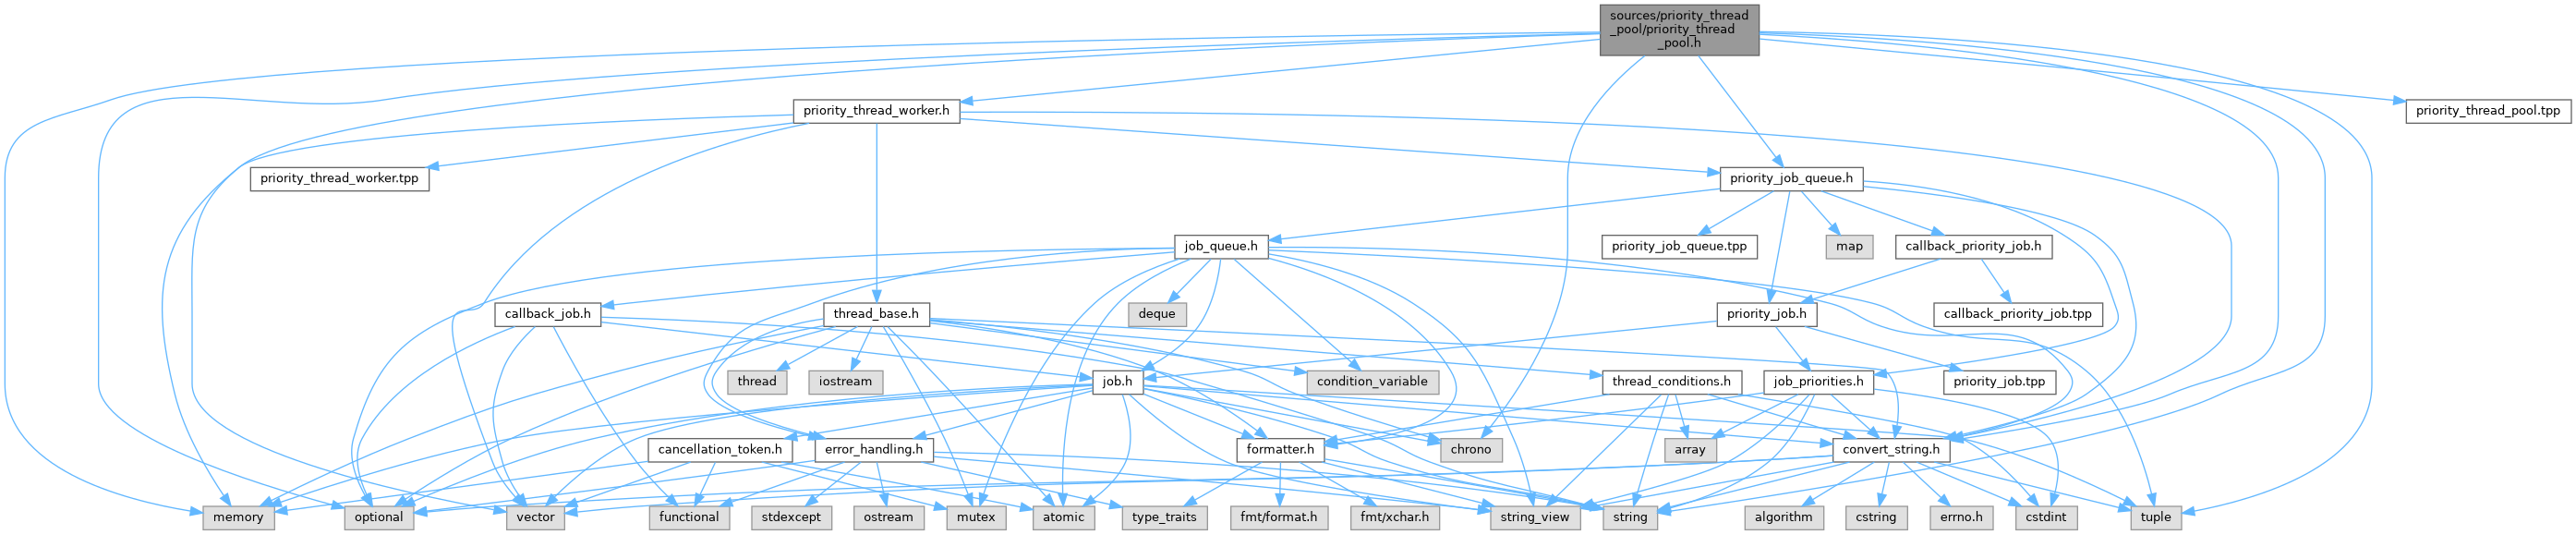 sources/priority_thread
_pool/priority_thread
_pool.h
priority_thread_worker.h
priority_thread_pool.tpp
priority_thread_worker.tpp
priority_job_queue.h
job_queue.h
priority_job_queue.tpp
map
callback_priority_job.h
callback_job.h
thread_base.h
deque
priority_job.h
callback_priority_job.tpp
thread
iostream
job.h
condition_variable
thread_conditions.h
job_priorities.h
priority_job.tpp
cancellation_token.h
error_handling.h
formatter.h
chrono
array
convert_string.h
memory
optional
vector
functional
stdexcept
ostream
mutex
atomic
type_traits
fmt/format.h
fmt/xchar.h
string_view
string
algorithm
cstring
errno.h
cstdint
tuple